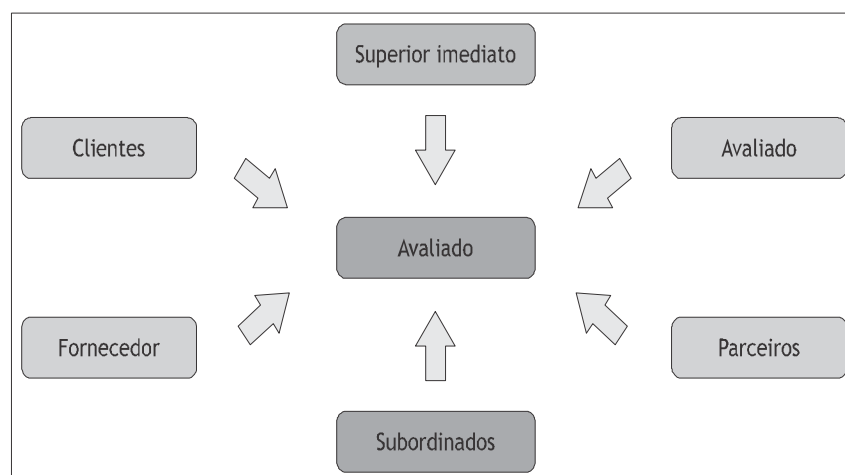 Superior imediato
Clientes
Avaliado
Avaliado
Fornecedor
Parceiros
Subordinados